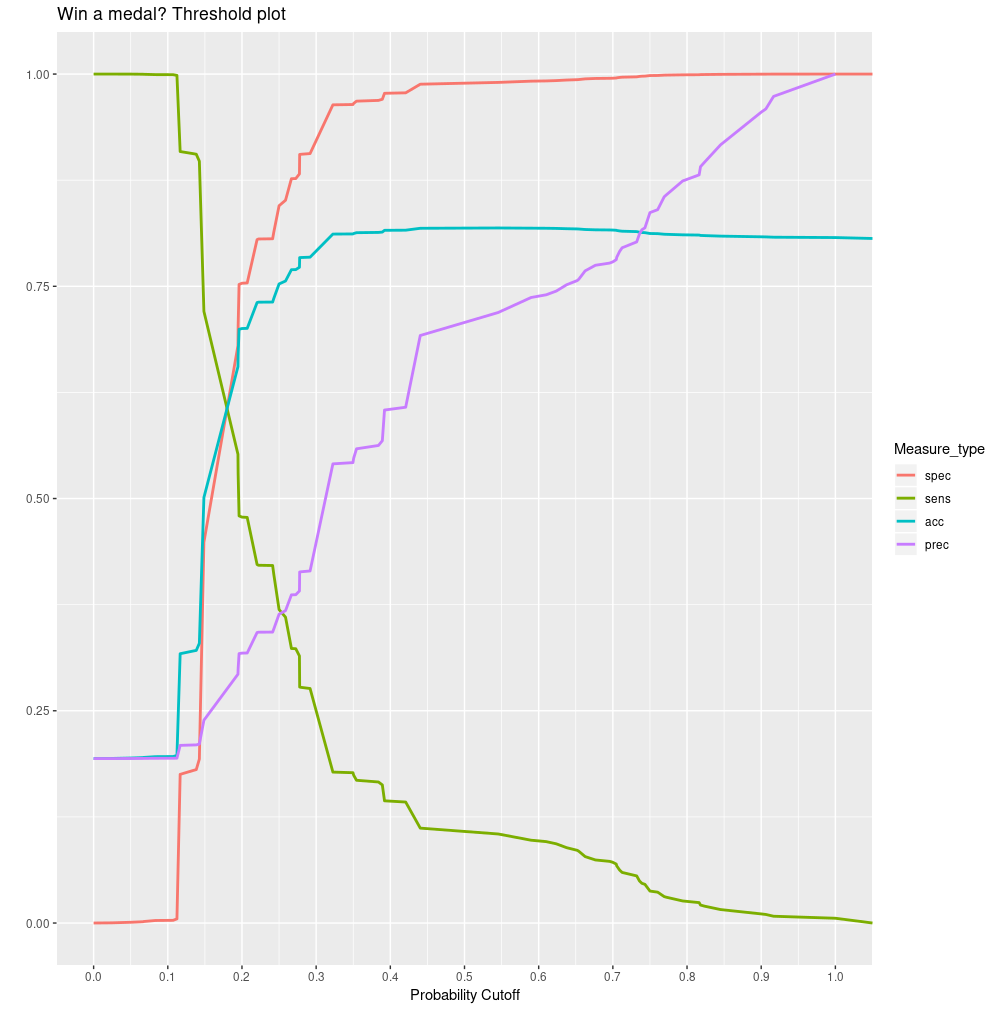 Win a medal? Threshold plot
1.00
0.75
0.50
0.25
0.00
0.0 0.1 0.2 0.3 0.4 0.5 0.6 0.7 0.8 0.9 1.0
Probability Cutoff
Measure_type
spec
sens
acc
prec